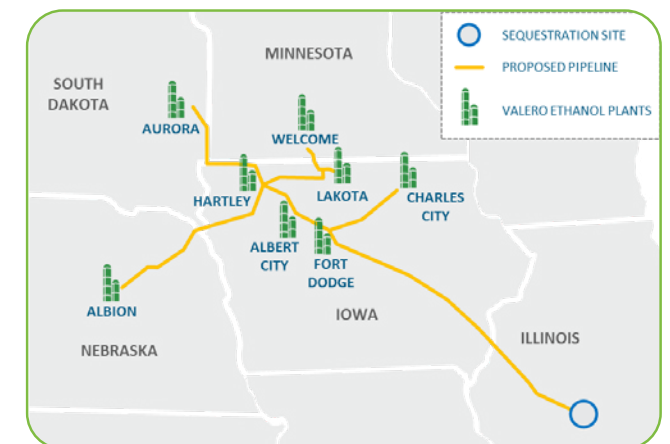 SEQUESTRATION SITE
PROPOSED PIPELINE
VALERO ETHANOL PLANTS
MINNESOTA
SOUTH
DAKOTA
AURORA
WELCOME
HARTLEY
LAKOTA
CHARLES
CITY
ALBERT
CITY
FORT
DODGE
ALBION
IOWA
ILLINOIS
NEBRASKA